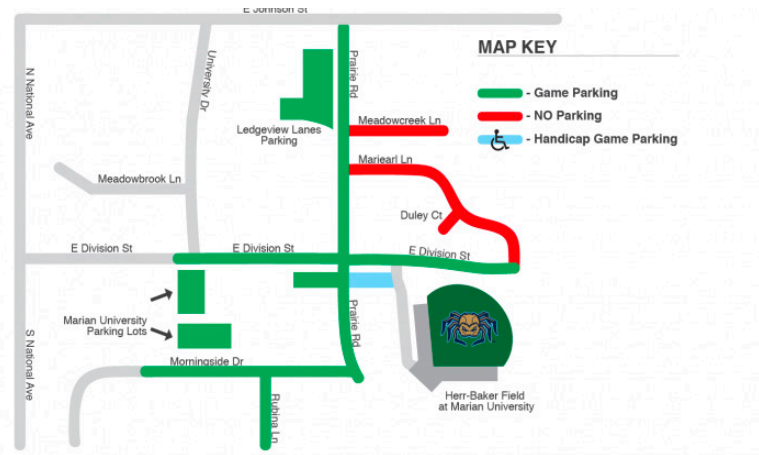 E Johnson St
MAP KEY
- Game Parking
- NO Parking
- Handicap Game Parking
N National Ave
University Dr
Prairie Rd
Ledgeview Lanes
Parking
Meadowcreek Ln
Mariearl Ln
Meadowbrook Ln
Duley Ct
E Division St
E Division St
E Division St
Marian University
Parking Lots
Prairie Rd
S National Ave
Morningside Dr
Rubina Ln
Herr-Baker Field
at Marian University